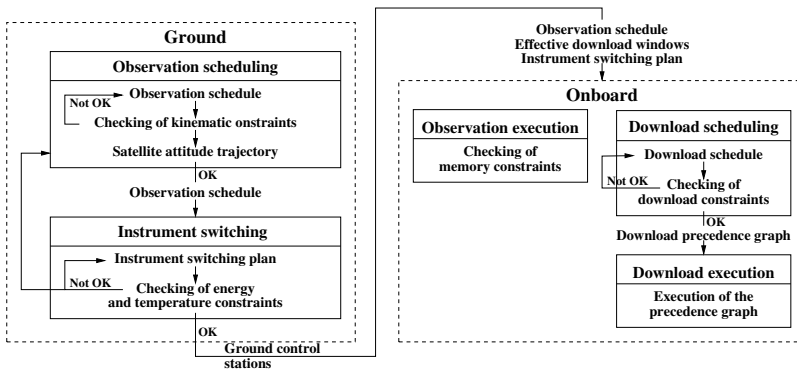 Ground
Observation scheduling
Observation schedule
Not OK
Checking of kinematic onstraints
Satellite attitude trajectory
OK
Observation schedule
Instrument switching
Instrument switching plan
Not OK
Checking of energy
and temperature constraints
OK
Ground control
stations
Observation schedule
Effective download windows
Instrument switching plan
Onboard
Observation execution
Checking of
memory constraints
Download scheduling
Download schedule
Not OK
Checking of
download constraints
OK
Download precedence graph
Download execution
Execution of the
precedence graph